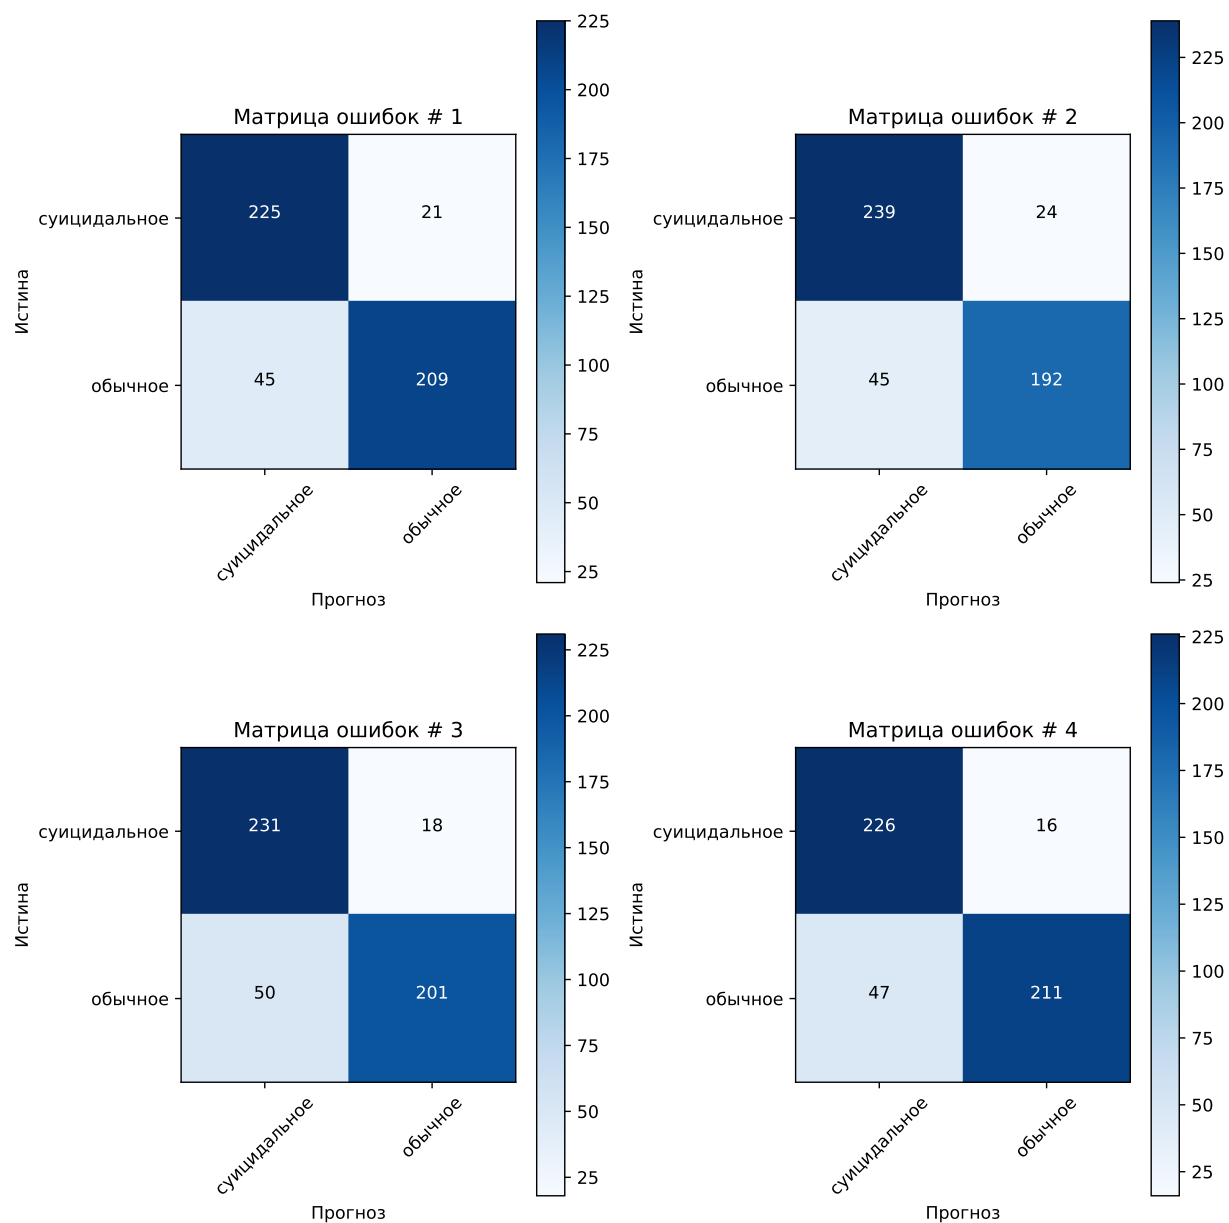 Матрица ошибок # 1
225 21
45 209
суицидальное
обычное
Истина
суицидальное
обычное
Прогноз
225
200
175
150
125
100
75
50
25
Матрица ошибок # 2
239 24
45 192
суицидальное
обычное
Истина
суицидальное
обычное
Прогноз
225
200
175
150
125
100
75
50
25
Матрица ошибок # 3
231 18
50 201
суицидальное
обычное
Истина
суицидальное
обычное
Прогноз
225
200
175
150
125
100
75
50
25
Матрица ошибок # 4
226 16
47 211
суицидальное
обычное
Истина
суицидальное
обычное
Прогноз
225
200
175
150
125
100
75
50
25